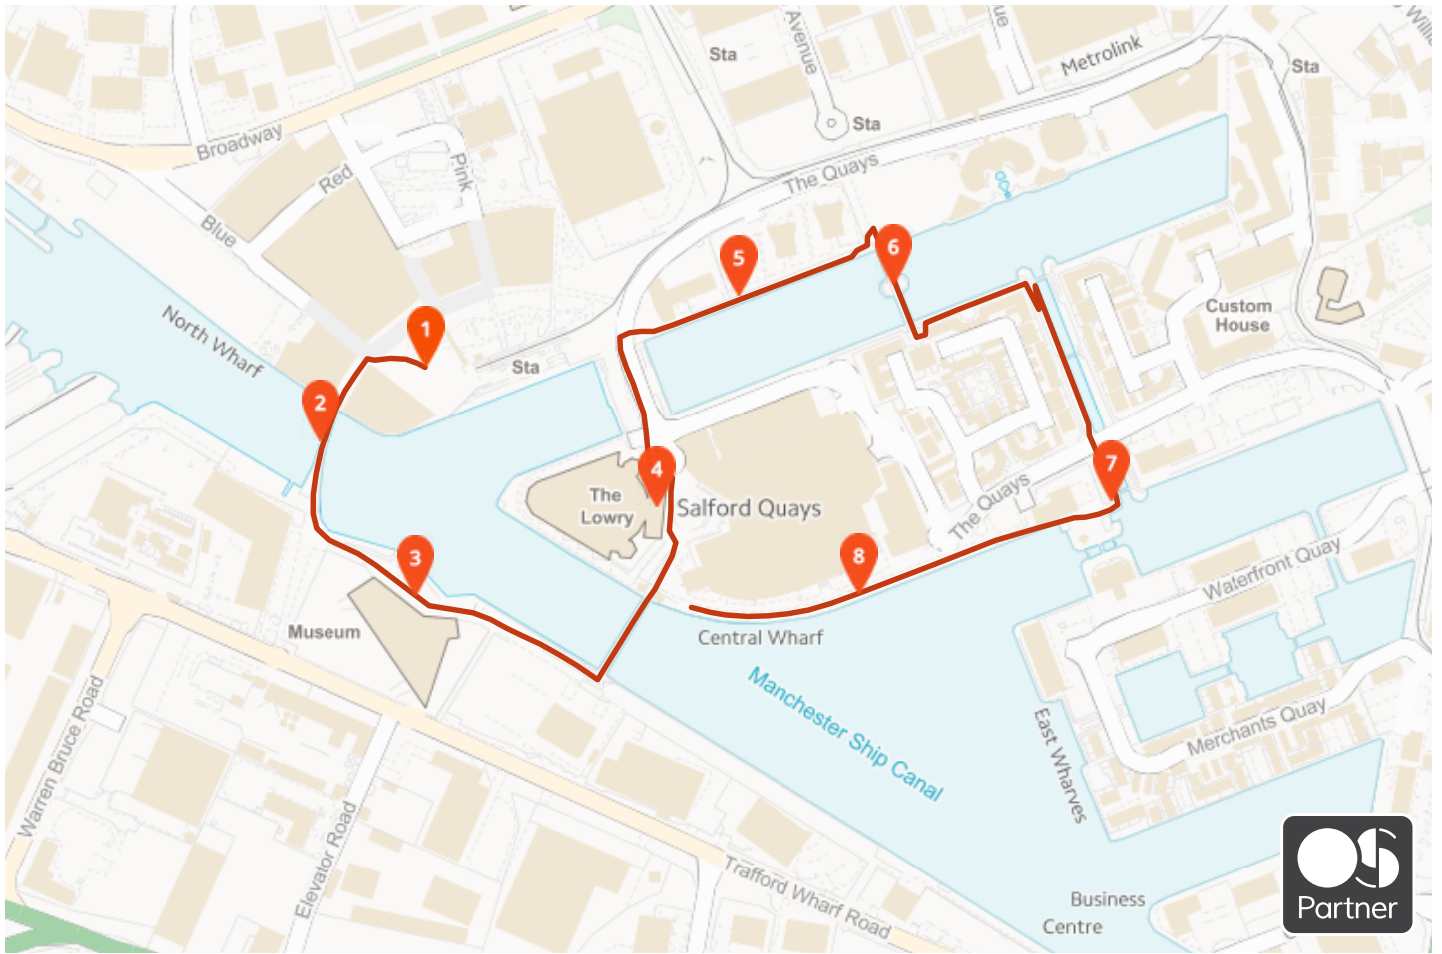 Sta
Avenue
ue
Metrolink
Sta
Sta
Broadway
Red
Pink
The Quays
Blue
6
5
North Wharf
1
Custom
House
Sta
2
4
The
Lowry
Salford Quays
7
The Quays
3
8
Waterfront Quay
Museum
Central Wharf
Manchester Ship Canal
East Wharves
Merchants Quay
Warren Bruce Road
Elevator Road
Trafford Wharf Road
Business
Centre
OS
Partner